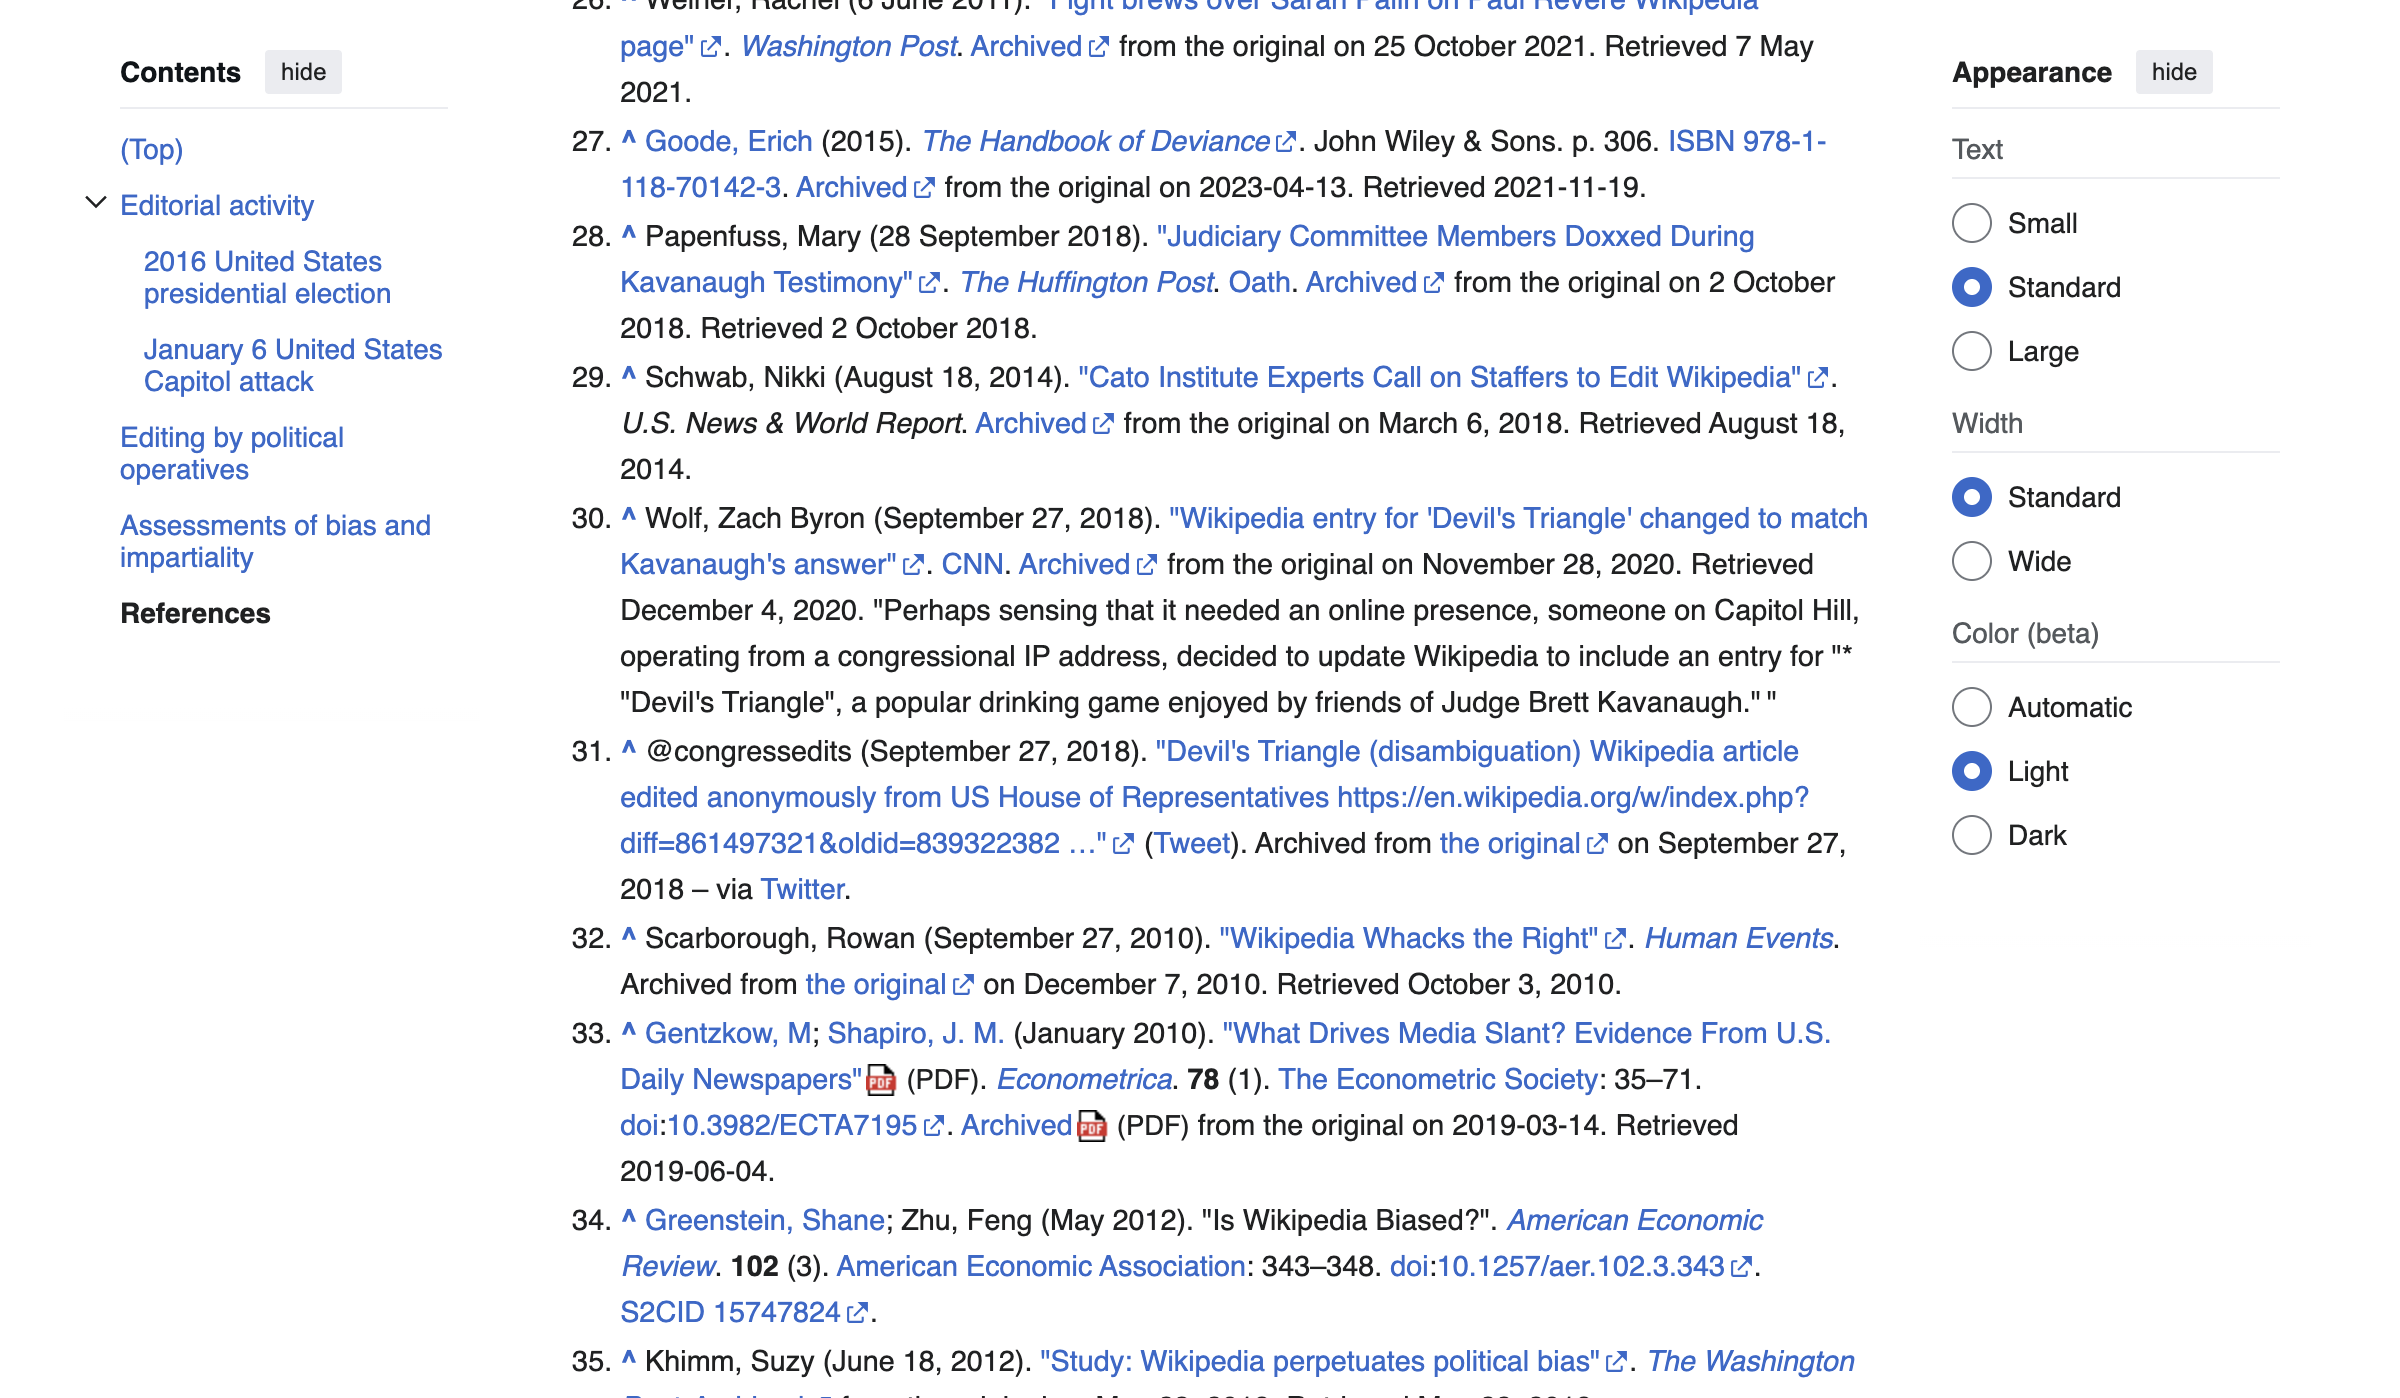 Contents hide
(Top)
Editorial activity
2016 United States
presidential election
January 6 United States
Capitol attack
Editing by political
operatives
Assessments of bias and
impartiality
References
26. ^ Weiner, Rachel (6 June 2011). "Fight brews over Sarah Palin on Paul Revere Wikipedia
page". Washington Post. Archived from the original on 25 October 2021. Retrieved 7 May
2021.
27. ^ Goode, Erich (2015). The Handbook of Deviance. John Wiley & Sons. p. 306. ISBN 978-1-
118-70142-3. Archived from the original on 2023-04-13. Retrieved 2021-11-19.
28. ^ Papenfuss, Mary (28 September 2018). "Judiciary Committee Members Doxxed During
Kavanaugh Testimony". The Huffington Post. Oath. Archived from the original on 2 October
2018. Retrieved 2 October 2018.
29. ^ Schwab, Nikki (August 18, 2014). "Cato Institute Experts Call on Staffers to Edit Wikipedia".
U.S. News & World Report. Archived from the original on March 6, 2018. Retrieved August 18,
2014.
30. ^ Wolf, Zach Byron (September 27, 2018). "Wikipedia entry for 'Devil's Triangle' changed to match
Kavanaugh's answer". CNN. Archived from the original on November 28, 2020. Retrieved
December 4, 2020. "Perhaps sensing that it needed an online presence, someone on Capitol Hill,
operating from a congressional IP address, decided to update Wikipedia to include an entry for "*
"Devil's Triangle", a popular drinking game enjoyed by friends of Judge Brett Kavanaugh." "
31. ^ @congressedits (September 27, 2018). "Devil's Triangle (disambiguation) Wikipedia article
edited anonymously from US House of Representatives https://en.wikipedia.org/w/index.php?
diff=861497321&oldid=839322382 …" (Tweet). Archived from the original on September 27,
2018 – via Twitter.
32. ^ Scarborough, Rowan (September 27, 2010). "Wikipedia Whacks the Right". Human Events.
Archived from the original on December 7, 2010. Retrieved October 3, 2010.
33. ^ Gentzkow, M; Shapiro, J. M. (January 2010). "What Drives Media Slant? Evidence From U.S.
Daily Newspapers" PDF (PDF). Econometrica. 78 (1). The Econometric Society: 35–71.
doi:10.3982/ECTA7195. Archived PDF (PDF) from the original on 2019-03-14. Retrieved
2019-06-04.
34. ^ Greenstein, Shane; Zhu, Feng (May 2012). "Is Wikipedia Biased?". American Economic
Review. 102 (3). American Economic Association: 343–348. doi:10.1257/aer.102.3.343.
S2CID 15747824.
35. ^ Khimm, Suzy (June 18, 2012). "Study: Wikipedia perpetuates political bias". The Washington
Appearance hide
Text
Small
Standard
Large
Width
Standard
Wide
Color (beta)
Automatic
Light
Dark